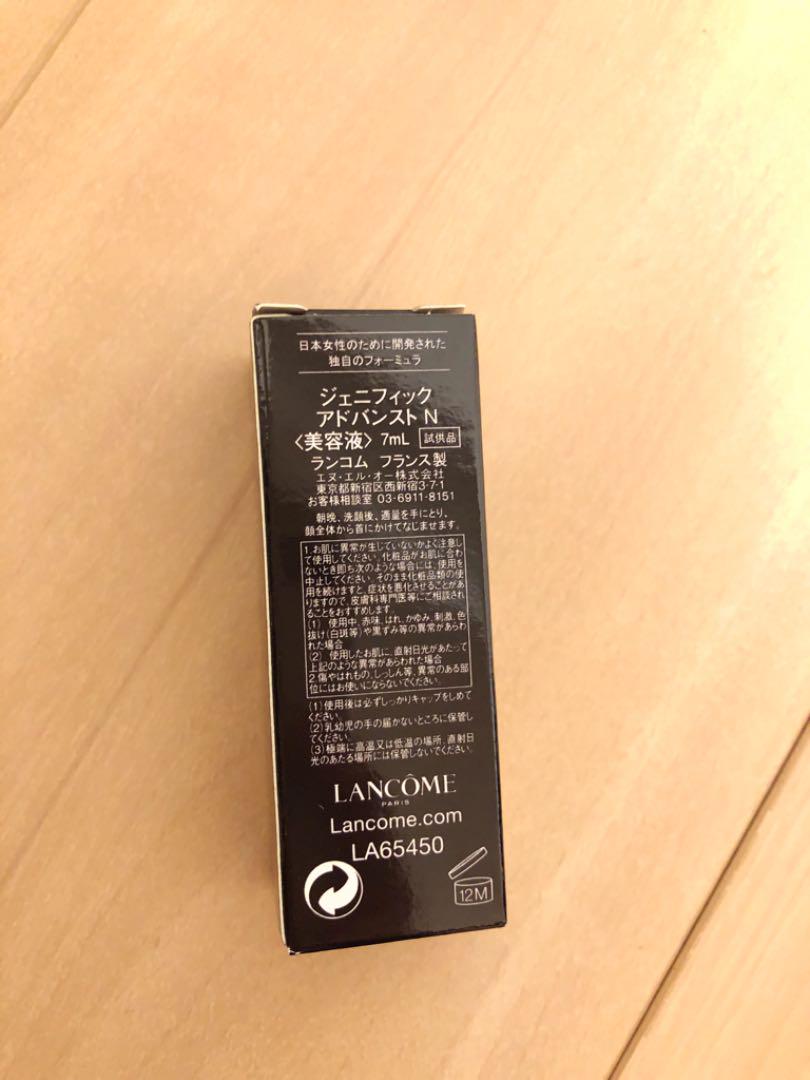 日本女性のために開発された
独自のフォーミュラ
ジェニフィック
アドバンスト N
〈美容液〉 7mL 試供品
ランコム フランス製
エヌ・エル・オー株式会社
東京都新宿区西新宿3-7-1
お客様相談室 03-6911-8151
朝晩、洗顔後、適量を手にとり、
顔全体から首にかけてなじませます。
1.お肌に異常が生じていないかよく注意し
て使用してください。化粧品がお肌に合わ
ないとき即ち次のような場合には、使用を
中止してください。そのまま化粧品類の使
用を続けますと、症状を悪化させることがあ
りますので、皮膚科専門医等にご相談され
ることをおすすめします。
(1) 使用中、赤味、はれ、かゆみ、刺激、色
抜け(白斑等)や黒ずみ等の異常があらわ
れた場合
(2) 使用したお肌に、直射日光があたって
上記のような異常があらわれた場合
2.傷やはれもの、しっしん等、異常のある部
位にはお使いにならないでください。
(1)使用後は必ずしっかりキャップをしめて
ください。
(2)乳幼児の手の届かないところに保管し
てください。
(3)極端に高温又は低温の場所、直射日
光のあたる場所には保管しないでください。
LANCÔME
PARIS
Lancome.com
LA65450
12M